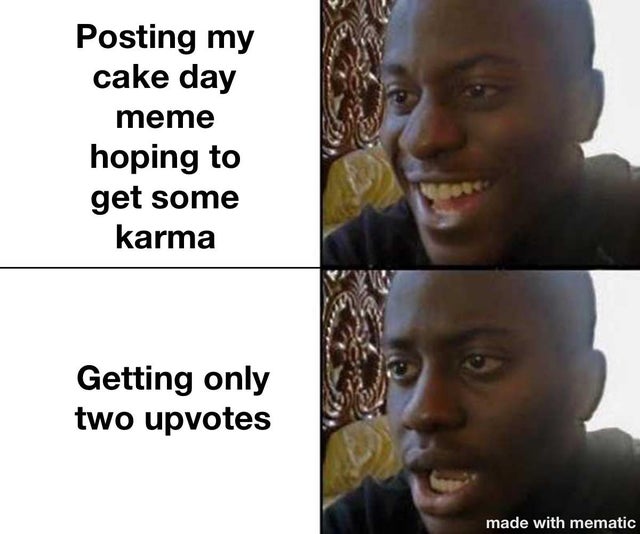 Posting my
cake day
meme
hoping to
get some
karma
Getting only
two upvotes
made with mematic